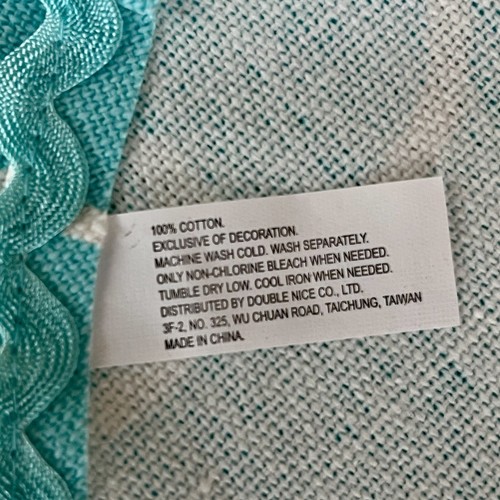 100% COTTON.
EXCLUSIVE OF DECORATION.
MACHINE WASH COLD. WASH SEPARATELY.
ONLY NON-CHLORINE BLEACH WHEN NEEDED.
TUMBLE DRY LOW. COOL IRON WHEN NEEDED.
DISTRIBUTED BY DOUBLE NICE CO., LTD.
3F-2, NO. 325, WU CHUAN ROAD, TAICHUNG, TAIWAN
MADE IN CHINA.